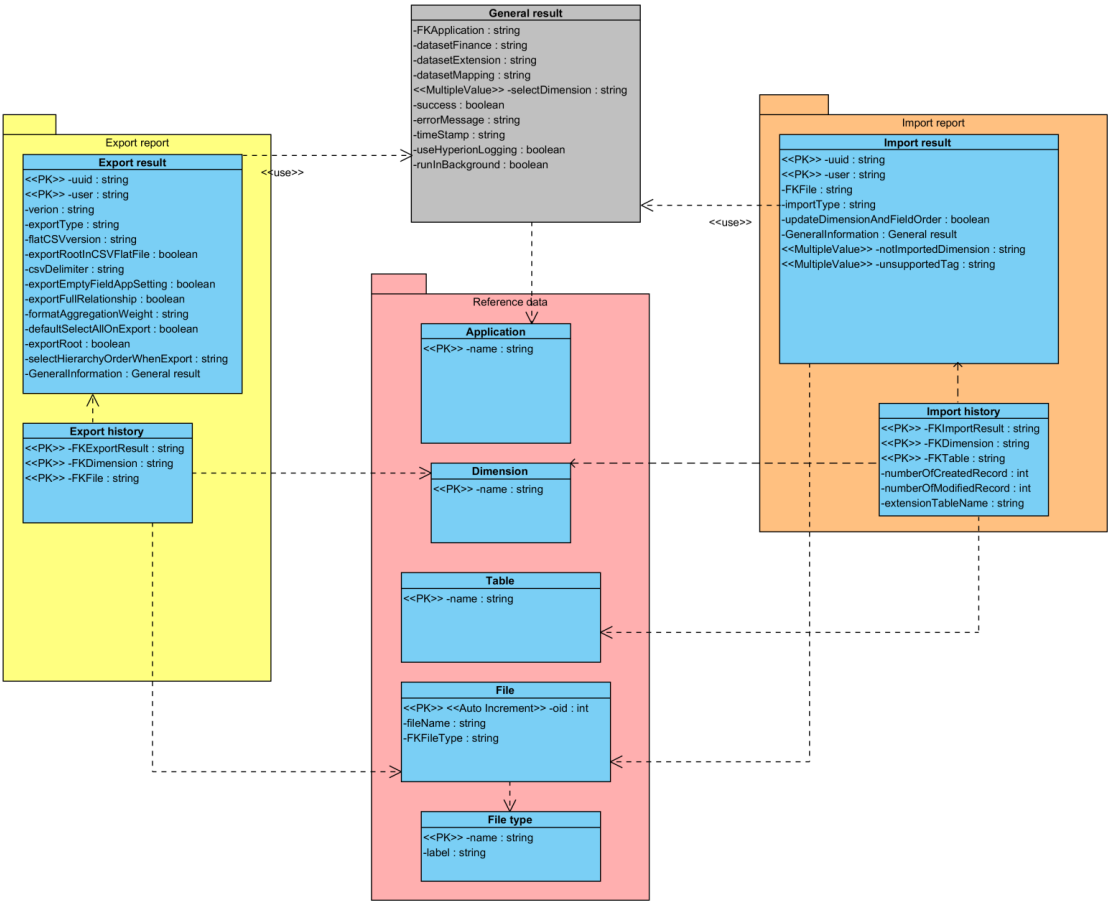 General result
-FKApplication : string
-datasetFinance : string
-datasetExtension : string
-datasetMapping : string
<<MultipleValue>> -selectDimension : string
-success : boolean
-errorMessage : string
-timeStamp : string
-useHyperionLogging : boolean
-runInBackground : boolean
Export report
Export result
<<PK>> -uuid : string
<<PK>> -user : string
-verion : string
-exportType : string
-flatCSVversion : string
-exportRootInCSVFlatFile : boolean
-csvDelimiter : string
-exportEmptyFieldAppSetting : boolean
-exportFullRelationship : boolean
-formatAggregationWeight : string
-defaultSelectAllOnExport : boolean
-exportRoot : boolean
-selectHierarchyOrderWhenExport : string
-GeneralInformation : General result
<<use>>
Export history
<<PK>> -FKExportResult : string
<<PK>> -FKDimension : string
<<PK>> -FKFile : string
Import report
Import result
<<PK>> -uuid : string
<<PK>> -user : string
-FKFile : string
-importType : string
-updateDimensionAndFieldOrder : boolean
-GeneralInformation : General result
<<MultipleValue>> -notImportedDimension : string
<<MultipleValue>> -unsupportedTag : string
<<use>>
Import history
<<PK>> -FKImportResult : string
<<PK>> -FKDimension : string
<<PK>> -FKTable : string
-numberOfCreatedRecord : int
-numberOfModifiedRecord : int
-extensionTableName : string
Reference data
Application
<<PK>> -name : string
Dimension
<<PK>> -name : string
Table
<<PK>> -name : string
File
<<PK>> <<Auto Increment>> -oid : int
-fileName : string
-FKFileType : string
File type
<<PK>> -name : string
-label : string